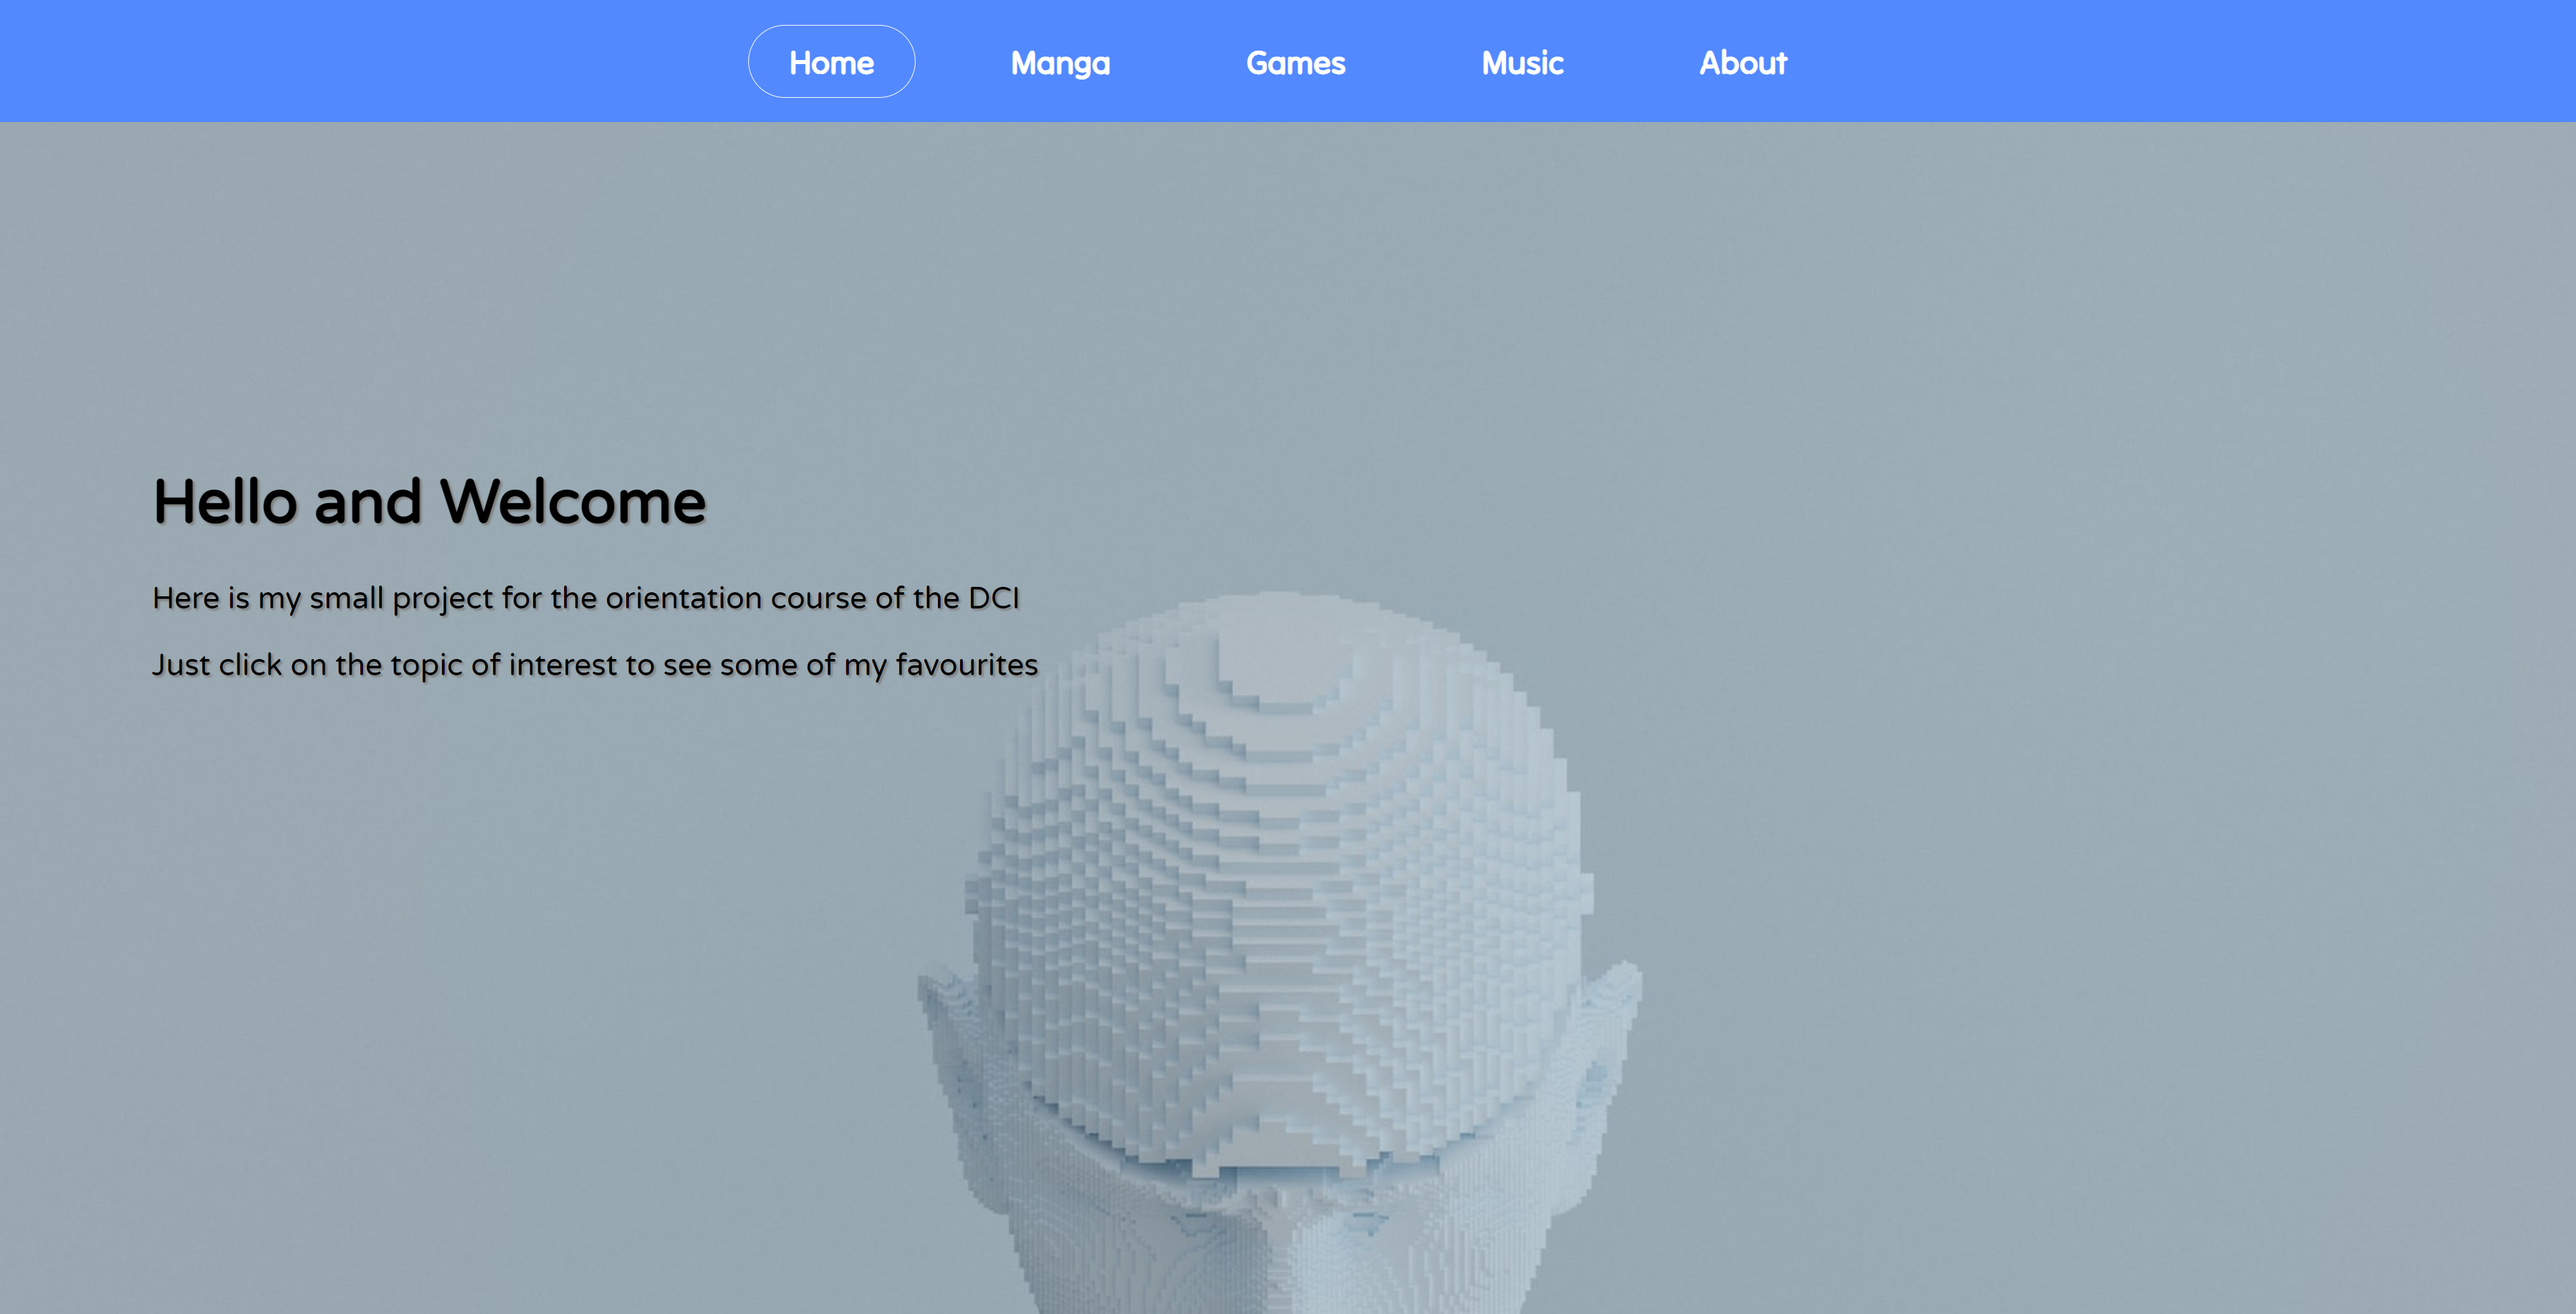 Home Manga Games Music About
Hello and Welcome
Here is my small project for the orientation course of the DCI
Just click on the topic of interest to see some of my favourites